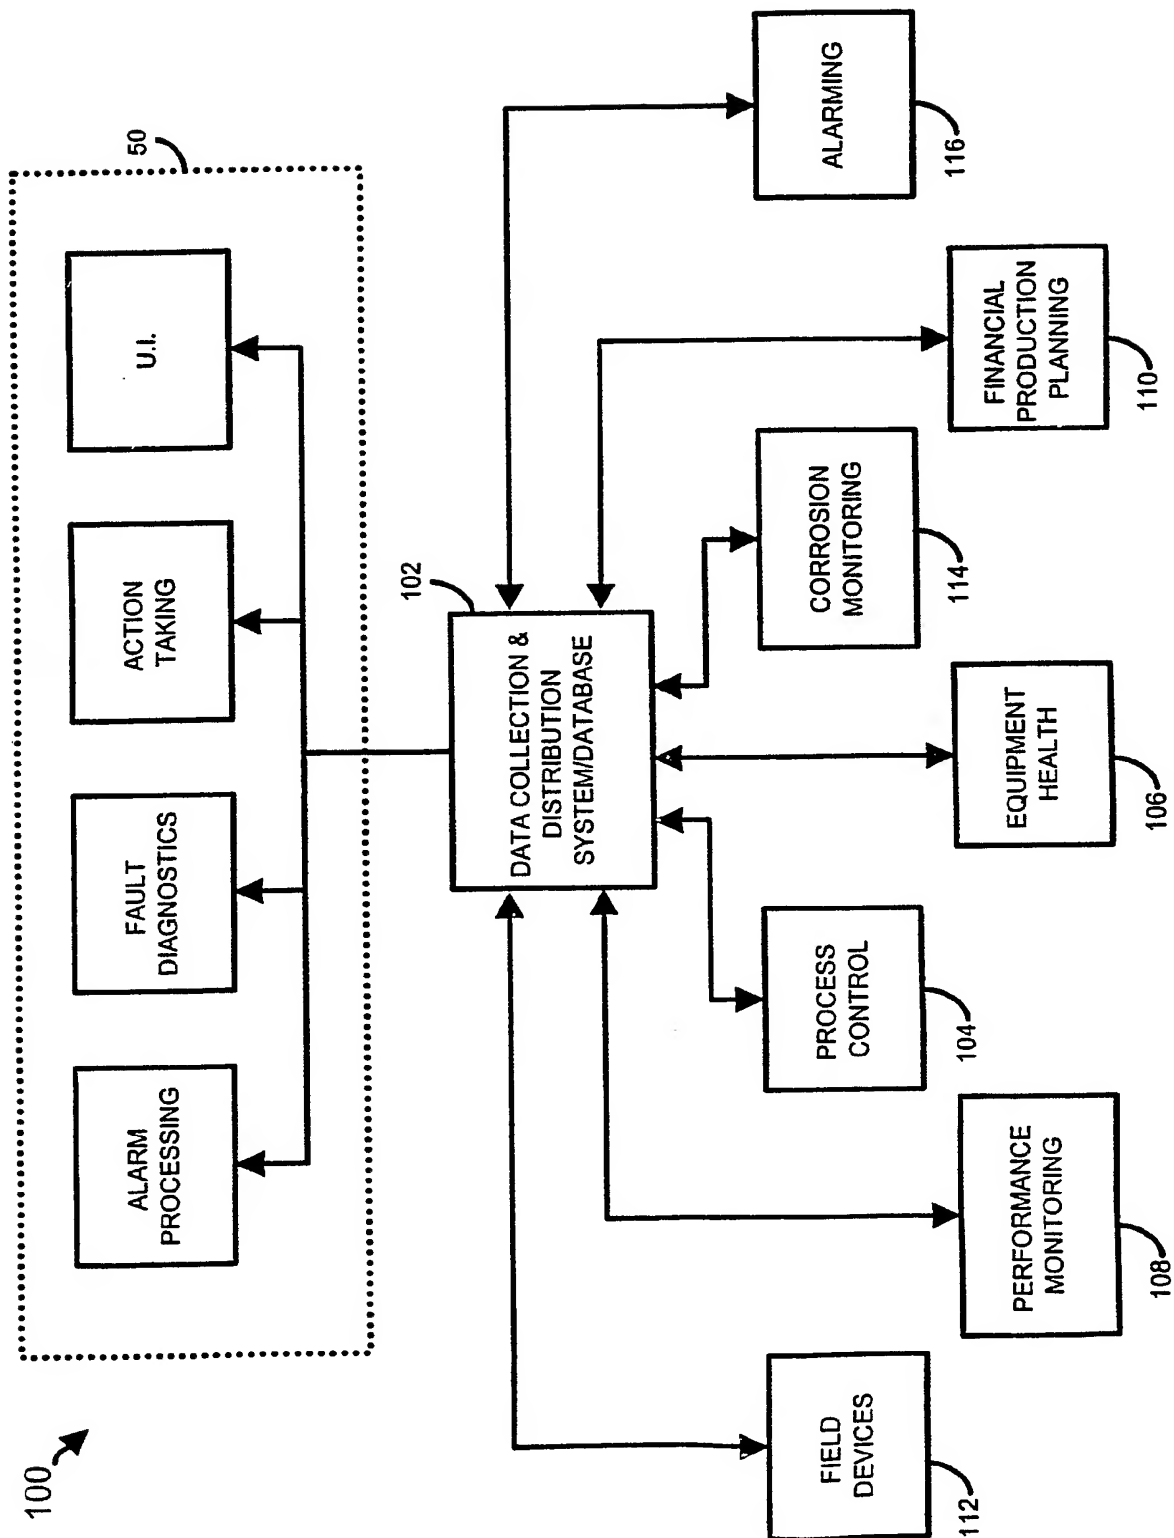 100
50
ALARM
PROCESSING
FAULT
DIAGNOSTICS
ACTION
TAKING
U.I.
102
DATA COLLECTION &
DISTRIBUTION
SYSTEM/DATABASE
FIELD
DEVICES
112
PERFORMANCE
MONITORING
108
PROCESS
CONTROL
104
EQUIPMENT
HEALTH
106
CORROSION
MONITORING
114
FINANCIAL
PRODUCTION
PLANNING
110
ALARMING
116